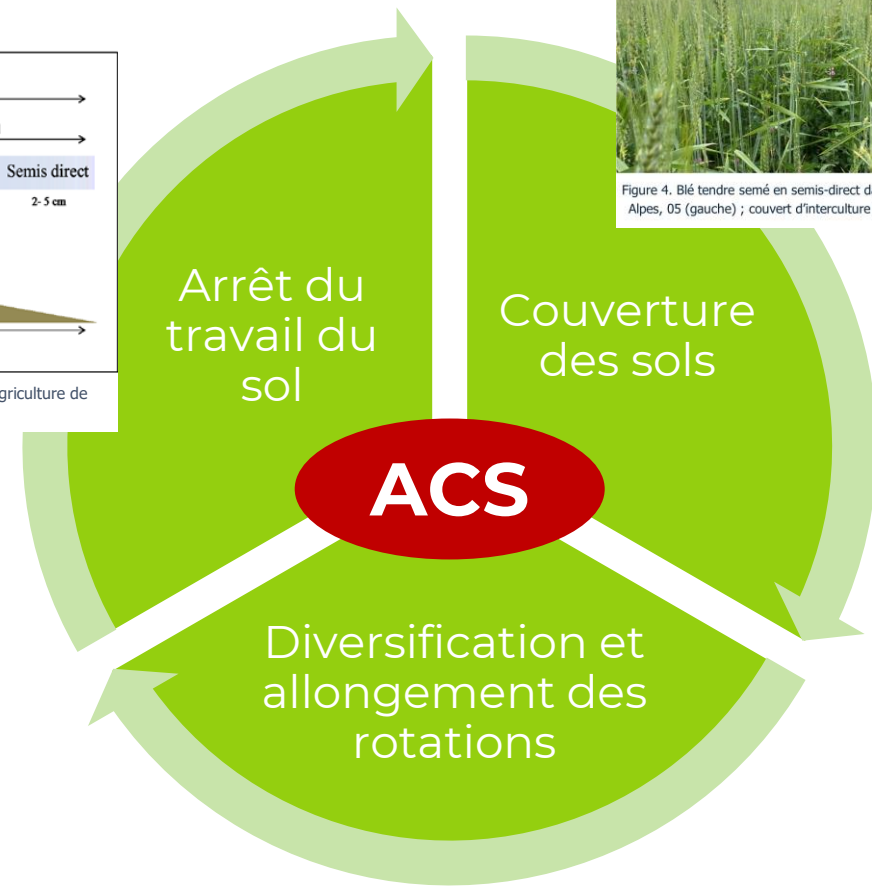 Semis direct
2- 5 cm
griculture de
Figure 4. Blé tendre semé en semis-direct da
Alpes, 05 (gauche) ; couvert d'interculture
Arrêt du
travail du
sol
Couverture
des sols
ACS
Diversification et
allongement des
rotations